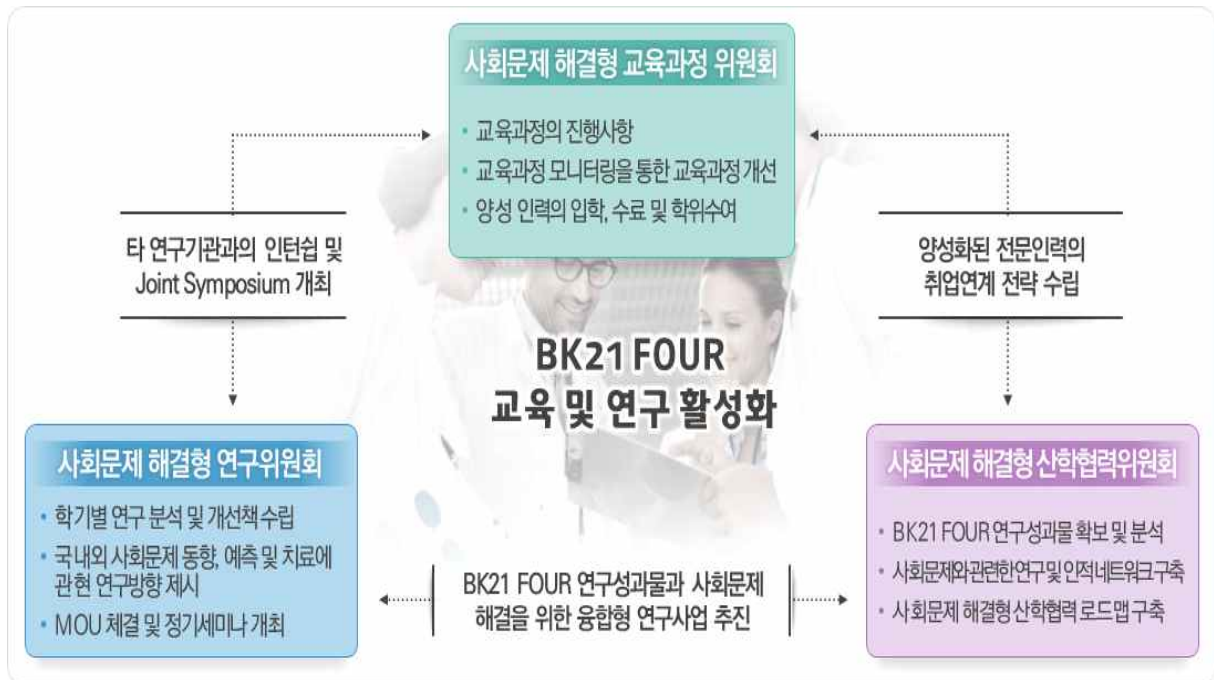 사회문제 해결형 교육과정 위원회
• 교육과정의 진행사항
• 교육과정 모니터링을 통한 교육과정 개선
• 양성 인력의 입학, 수료 및 학위수여
타 연구기관과의 인턴쉽 및
Joint Symposium 개최
양성화된 전문인력의
취업연계 전략 수립
BK21 FOUR
교육 및 연구 활성화
사회문제 해결형 연구위원회
• 학기별 연구 분석 및 개선책 수립
• 국내외 사회문제 동향, 예측 및 치료에
관현 연구방향 제시
• MOU 체결 및 정기세미나 개최
BK21 FOUR 연구성과물과 사회문제
해결을 위한 융합형 연구사업 추진
사회문제 해결형 산학협력위원회
• BK21 FOUR 연구성과물 확보 및 분석
• 사회문제와 관련한 연구 및 인적 네트워크 구축
• 사회문제 해결형 산학협력 로드맵 구축